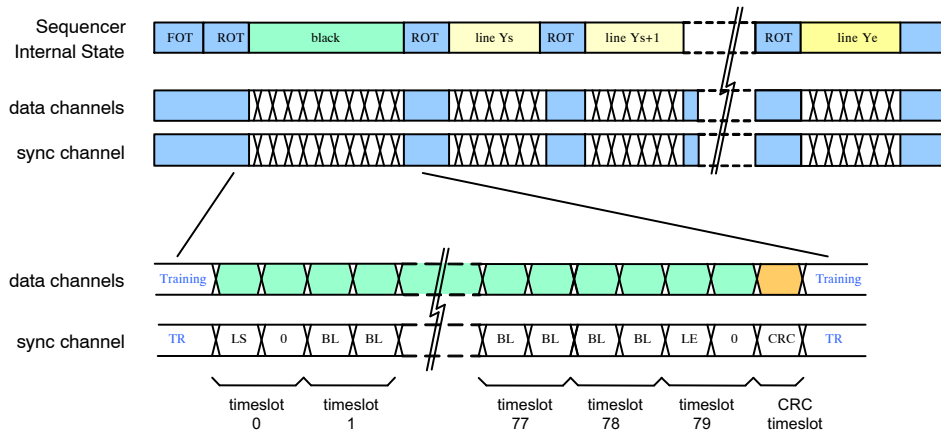 Sequencer
Internal State
FOT ROT black ROT line Ys ROT line Ys+1 ROT line Ye
data channels
sync channel
data channels Training Training
sync channel TR LS 0 BL BL BL BL BL BL LE 0 CRC TR
timeslot timeslot timeslot timeslot timeslot CRC
0 1 77 78 79 timeslot